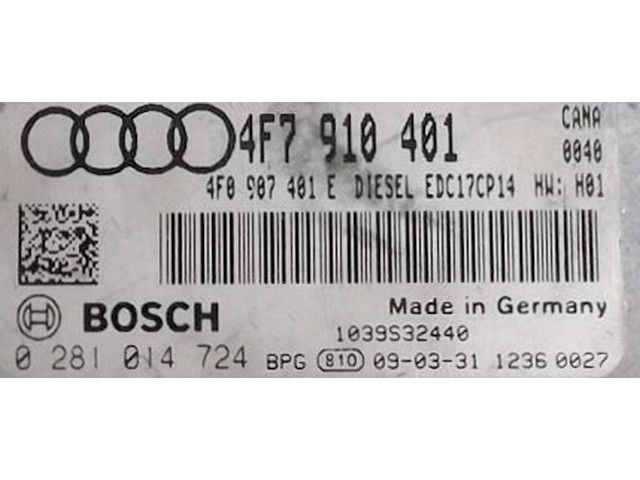 4F7 910 401 CANA
0040
4F0 907 401 E DIESEL EDC17CP14 HW: H01
BOSCH Made in Germany
1039S32440
0 281 014 724 BPG 810 09-03-31 1236 0027